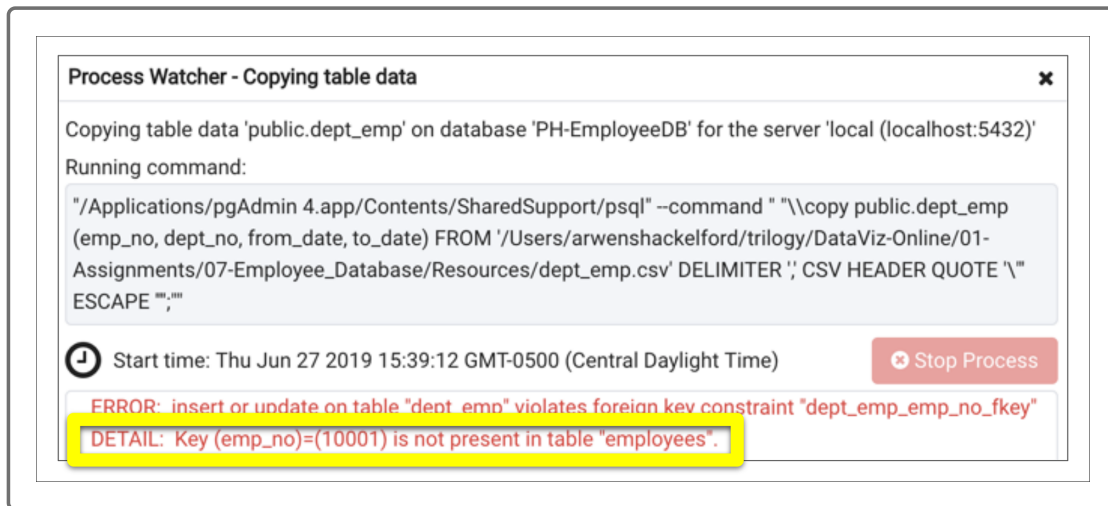 Process Watcher - Copying table data
Copying table data 'public.dept_emp' on database 'PH-EmployeeDB' for the server 'local (localhost:5432)'
Running command:
"/Applications/pgAdmin 4.app/Contents/SharedSupport/psql" --command " "\\copy public.dept_emp
(emp_no, dept_no, from_date, to_date) FROM '/Users/arwenshackelford/trilogy/DataViz-Online/01-
Assignments/07-Employee_Database/Resources/dept_emp.csv' DELIMITER ',' CSV HEADER QUOTE '\"'
ESCAPE '''';""
Start time: Thu Jun 27 2019 15:39:12 GMT-0500 (Central Daylight Time)
Stop Process
ERROR: insert or update on table "dept_emp" violates foreign key constraint "dept_emp_emp_no_fkey"
DETAIL: Key (emp_no)=(10001) is not present in table "employees".